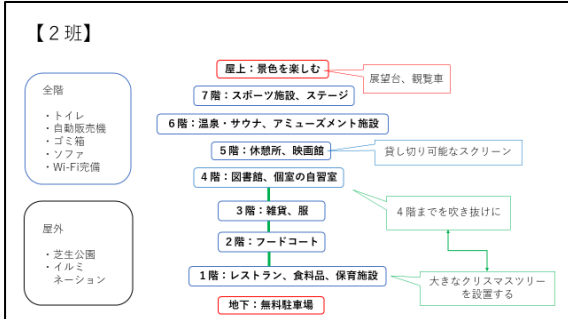 【２班】
屋上：景色を楽しむ
展望台、観覧車
全階
・トイレ
・自動販売機
・ゴミ箱
・ソファ
・Wi-Fi完備
７階：スポーツ施設、ステージ
６階：温泉・サウナ、アミューズメント施設
５階：休憩所、映画館
貸し切り可能なスクリーン
４階：図書館、個室の自習室
３階：雑貨、服
４階までを吹き抜けに
屋外
・芝生公園
・イルミ
ネーション
２階：フードコート
１階：レストラン、食料品、保育施設
大きなクリスマスツリー
を設置する
地下：無料駐車場